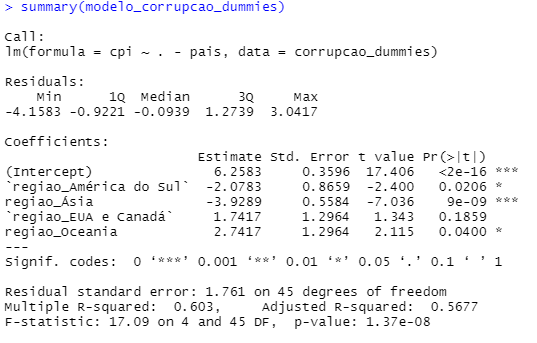 > summary(modelo_corrupcao_dummies)
Call:
lm(formula = cpi ~ . - pais, data = corrupcao_dummies)
Residuals:
    Min      1Q  Median      3Q     Max
-4.1583 -0.9221 -0.0939  1.2739  3.0417
Coefficients:
                         Estimate Std. Error t value Pr(>|t|)
(Intercept)                6.2583     0.3596  17.406   <2e-16 ***
`regiao_América do Sul`   -2.0783     0.8659  -2.400   0.0206 *
regiao_Ásia               -3.9289     0.5584  -7.036    9e-09 ***
`regiao_EUA e Canadá`      1.7417     1.2964   1.343   0.1859
regiao_Oceania             2.7417     1.2964   2.115   0.0400 *
---
Signif. codes:  0 ‘***’ 0.001 ‘**’ 0.01 ‘*’ 0.05 ‘.’ 0.1 ‘ ’ 1
Residual standard error: 1.761 on 45 degrees of freedom
Multiple R-squared:  0.603,     Adjusted R-squared:  0.5677
F-statistic: 17.09 on 4 and 45 DF,  p-value: 1.37e-08